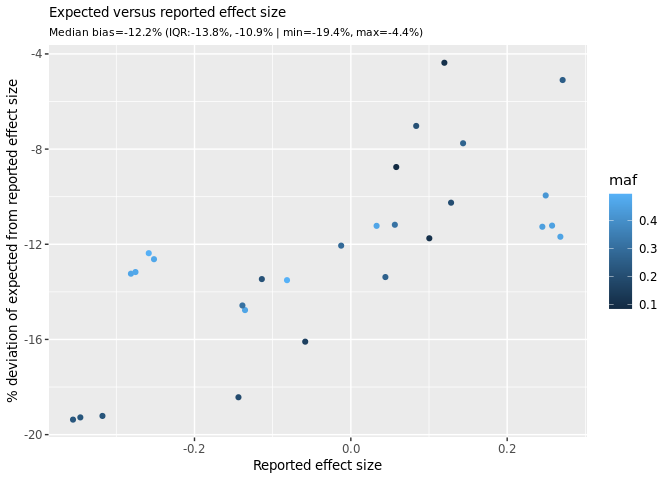 Expected versus reported effect size
Median bias=-12.2% (IQR:-13.8%, -10.9% | min=-19.4%, max=-4.4%)
% deviation of expected from reported effect size
-4
-8
-12
-16
-20
-0.2
0.0
0.2
Reported effect size
maf
0.4
0.3
0.2
0.1